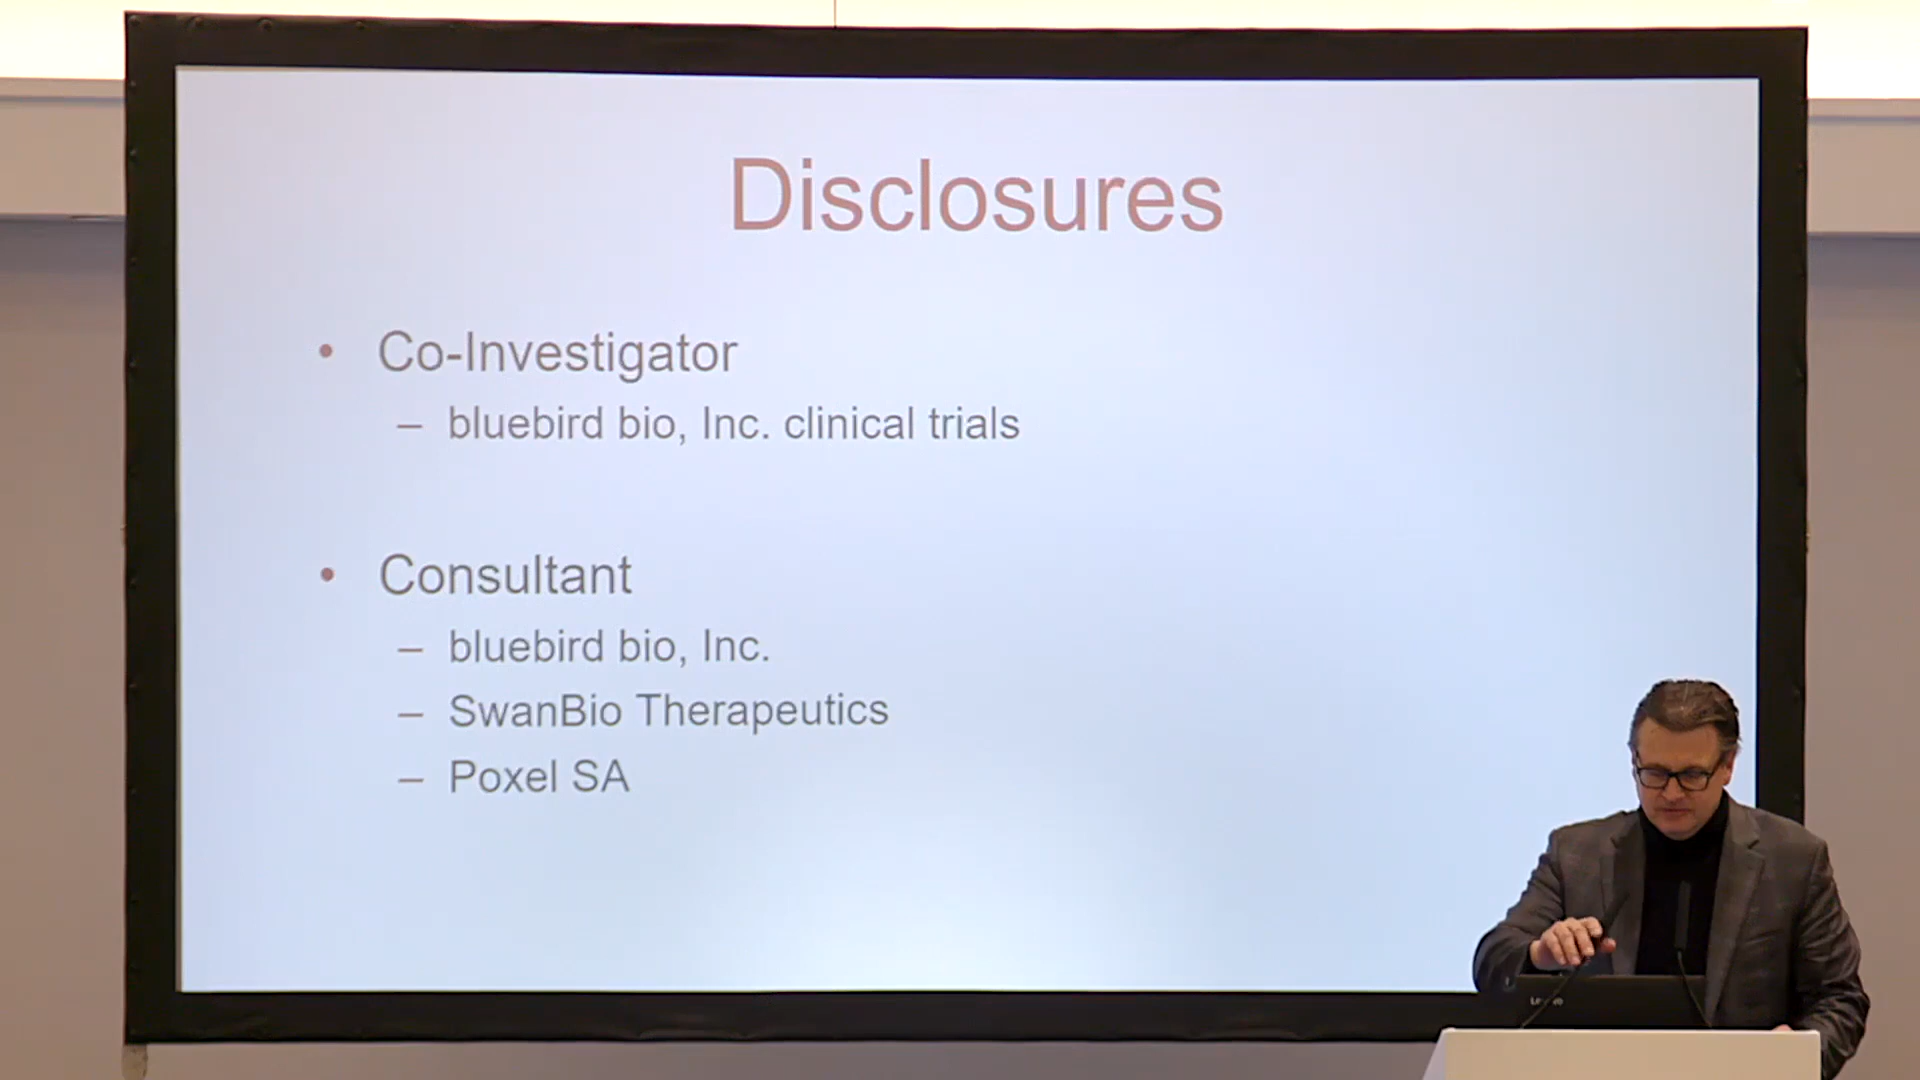 Disclosures
• Co-Investigator
– bluebird bio, Inc. clinical trials
• Consultant
– bluebird bio, Inc.
– SwanBio Therapeutics
– Poxel SA